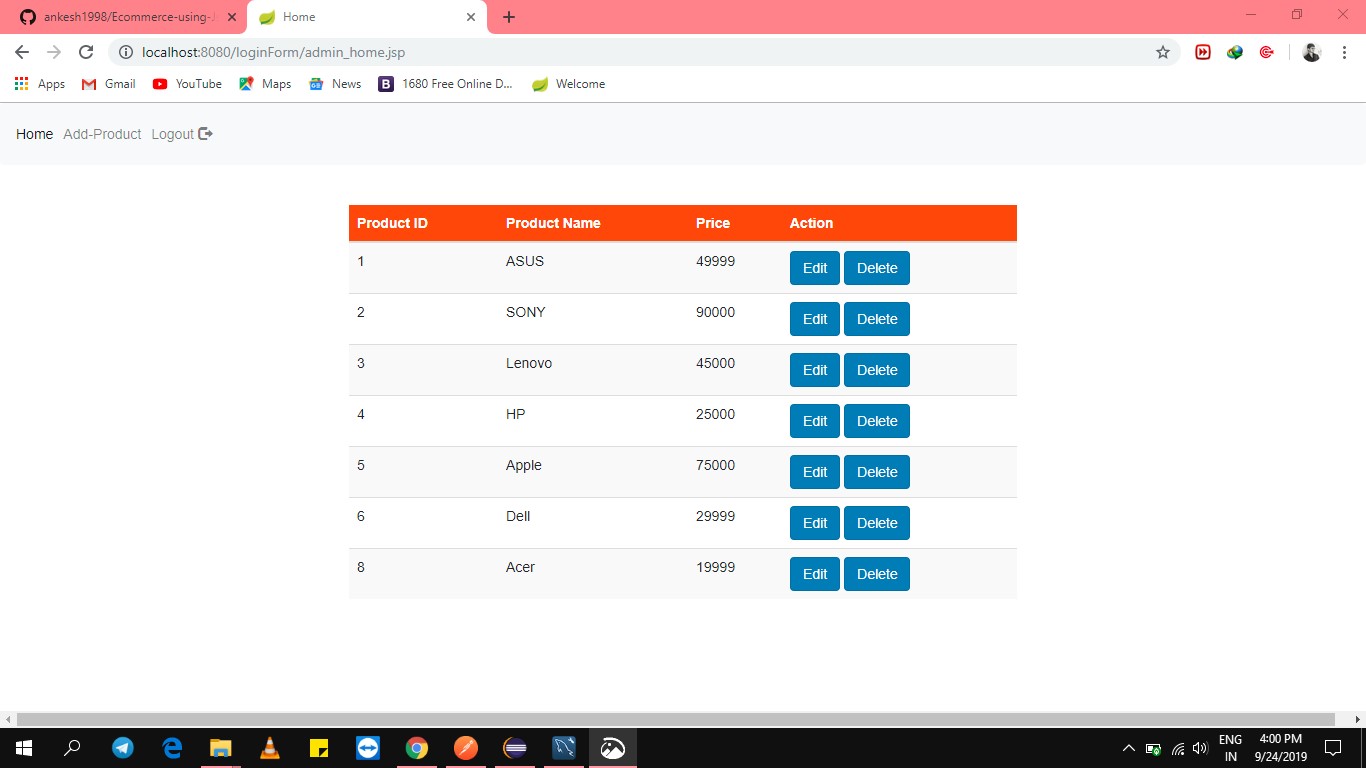 ankesh1998/Ecommerce-using-J
Home
localhost:8080/loginForm/admin_home.jsp
Apps Gmail YouTube Maps News B 1680 Free Online D... Welcome
Home Add-Product Logout
Product ID Product Name Price Action
1 ASUS 49999 Edit Delete
2 SONY 90000 Edit Delete
3 Lenovo 45000 Edit Delete
4 HP 25000 Edit Delete
5 Apple 75000 Edit Delete
6 Dell 29999 Edit Delete
8 Acer 19999 Edit Delete
ENG 4:00 PM
IN 9/24/2019